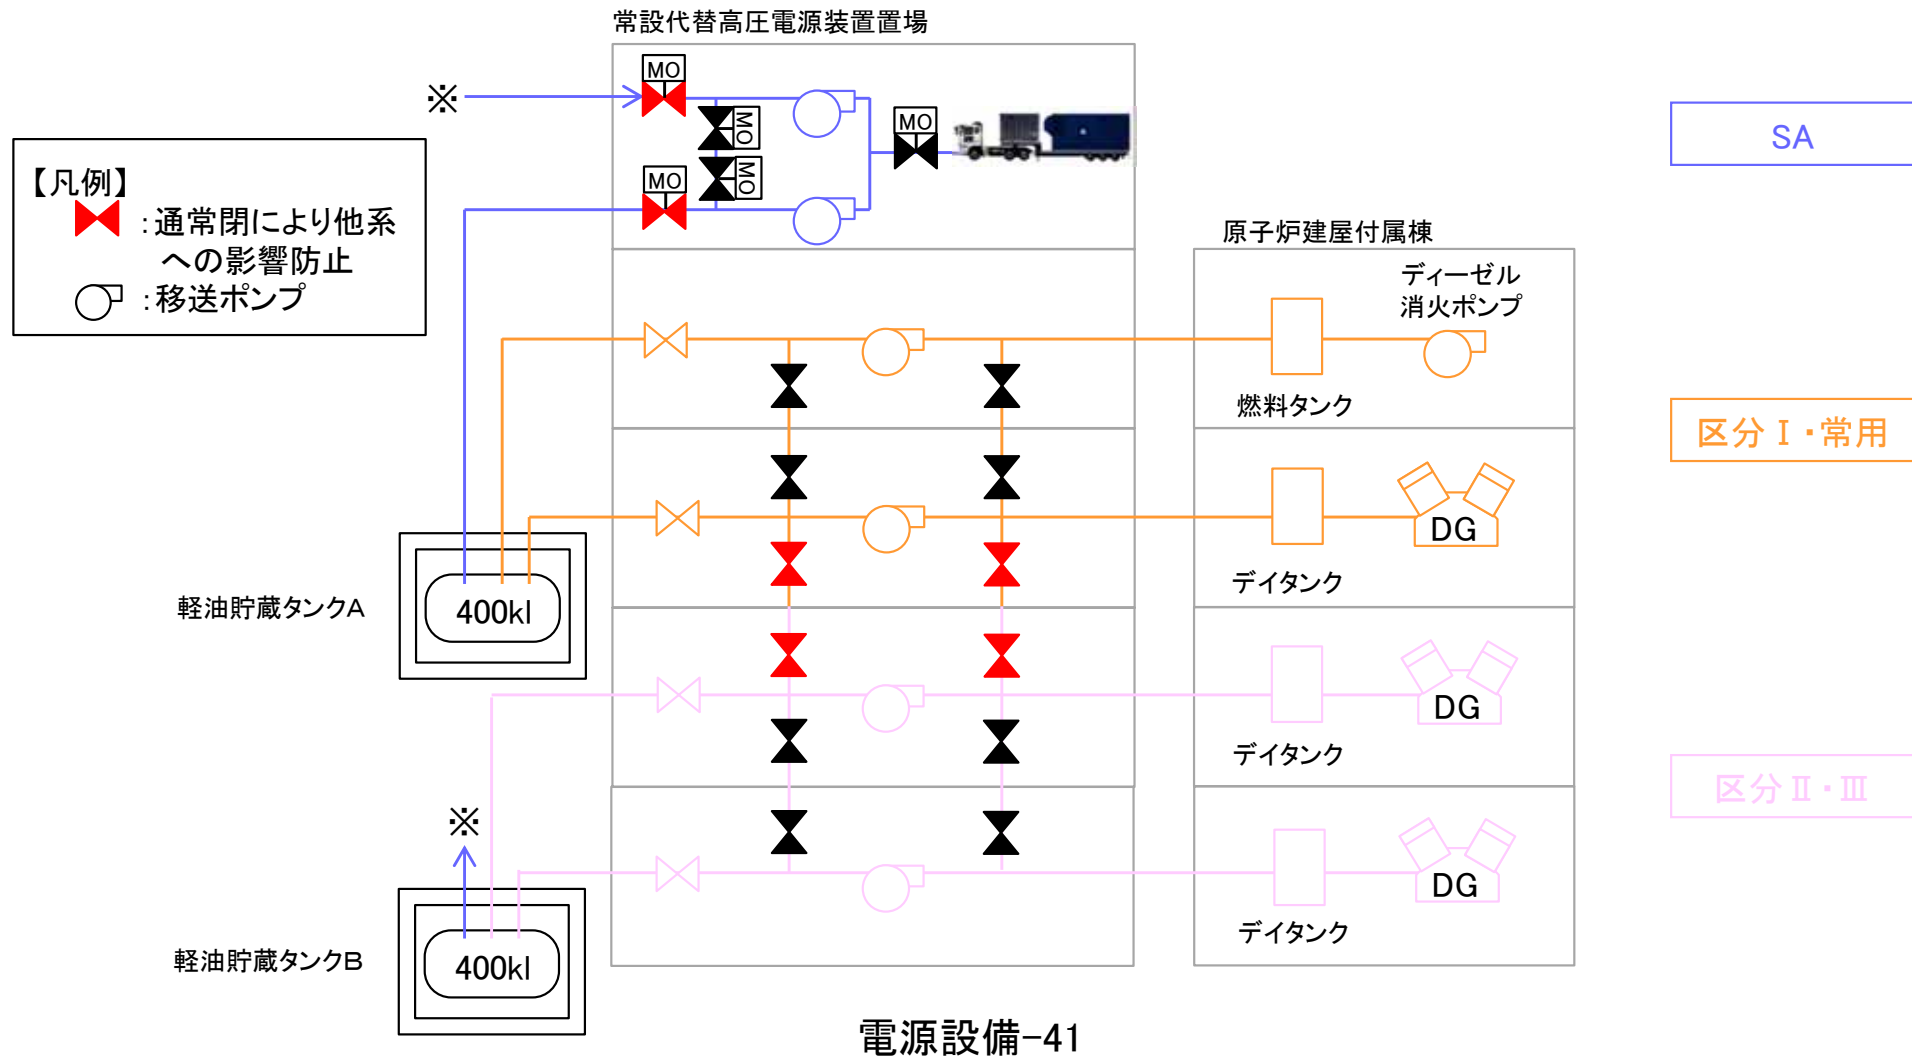 常設代替高圧電源装置置場
MO
※
MO
MO
SA
【凡例】
:通常閉により他系
への影響防止
:移送ポンプ
MO
MO
原子炉建屋付属棟
ディーゼル
消火ポンプ
燃料タンク
区分Ⅰ・常用
DG
デイタンク
軽油貯蔵タンクA
400kl
DG
デイタンク
区分Ⅱ・Ⅲ
※
DG
デイタンク
軽油貯蔵タンクB
400kl
電源設備-41